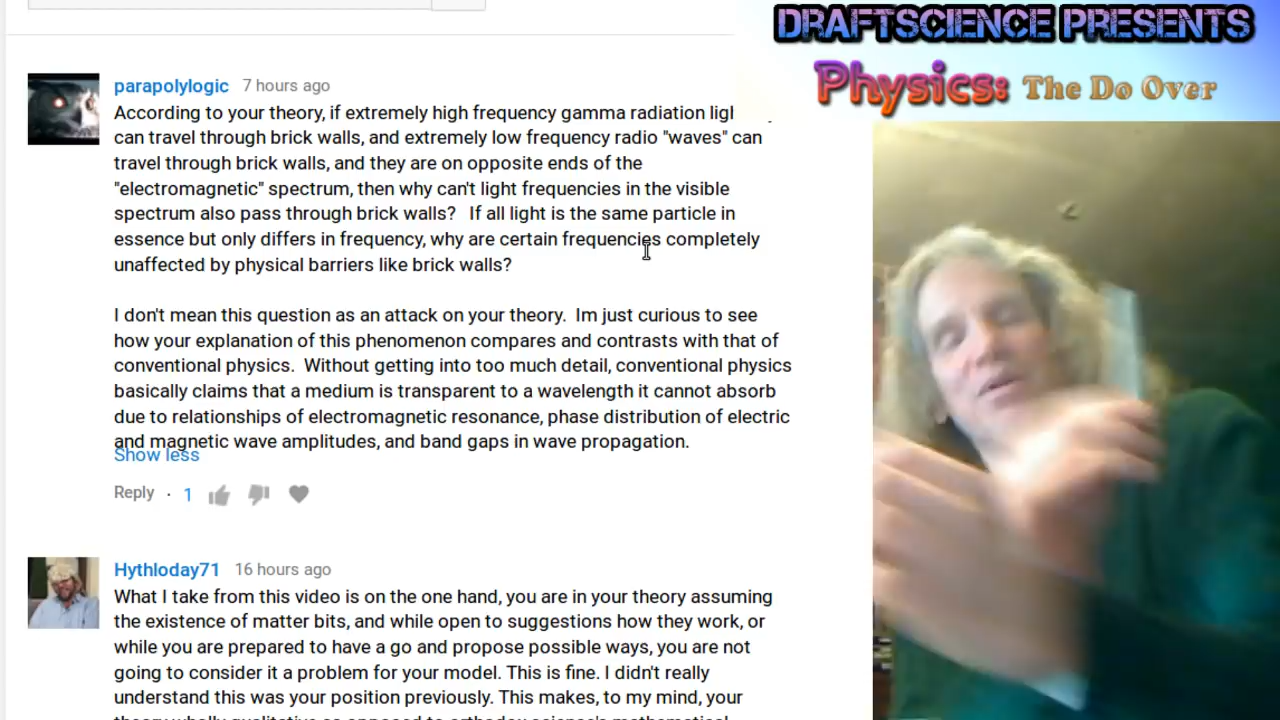 DRAFTSCIENCE PRESENTS
Physics: The Do Over
parapolylogic 7 hours ago
According to your theory, if extremely high frequency gamma radiation
can travel through brick walls, and extremely low frequency radio "waves" can
travel through brick walls, and they are on opposite ends of the
"electromagnetic" spectrum, then why can't light frequencies in the visible
spectrum also pass through brick walls? If all light is the same particle in
essence but only differs in frequency, why are certain frequencies completely
unaffected by physical barriers like brick walls?
I don't mean this question as an attack on your theory. Im just curious to see
how your explanation of this phenomenon compares and contrasts with that of
conventional physics. Without getting into too much detail, conventional physics
basically claims that a medium is transparent to a wavelength it cannot absorb
due to relationships of electromagnetic resonance, phase distribution of electric
and magnetic wave amplitudes, and band gaps in wave propagation.
Show less
Reply · 1
Hythloday71 16 hours ago
What I take from this video is on the one hand, you are in your theory assuming
the existence of matter bits, and while open to suggestions how they work, or
while you are prepared to have a go and propose possible ways, you are not
going to consider it a problem for your model. This is fine. I didn't really
understand this was your position previously. This makes, to my mind, your
theory wholly qualitative as opposed to orthodox science's mathematical